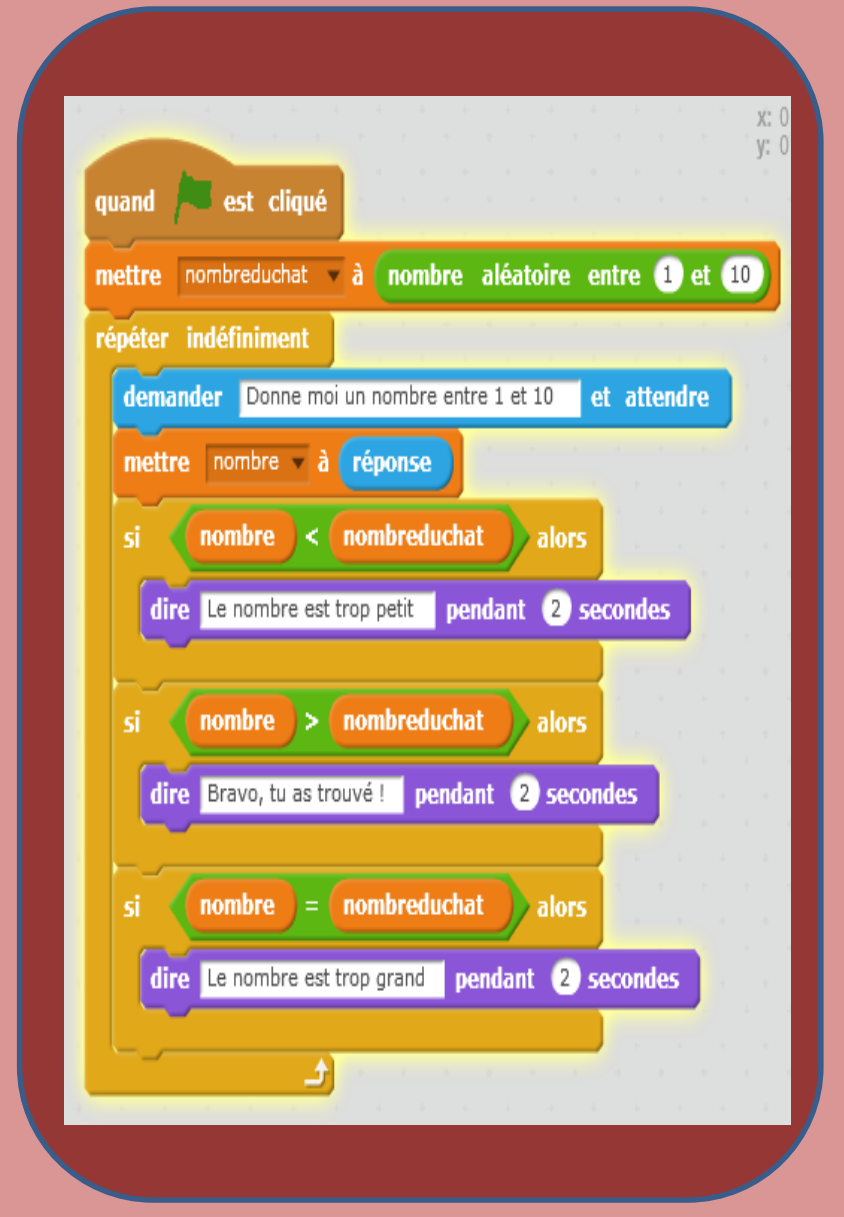 x: 0
y: 0
quand est cliqué
mettre nombreduchat à nombre aléatoire entre 1 et 10
répéter indéfiniment
demander Donne moi un nombre entre 1 et 10 et attendre
mettre nombre à réponse
si nombre < nombreduchat alors
dire Le nombre est trop petit pendant 2 secondes
si nombre > nombreduchat alors
dire Bravo, tu as trouvé ! pendant 2 secondes
si nombre = nombreduchat alors
dire Le nombre est trop grand pendant 2 secondes